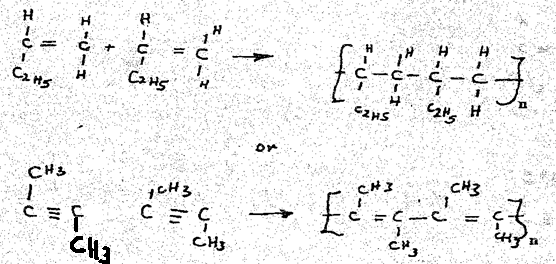 H H H H H H H H
C = C + C = C → [ C - C - C - C ]n
C2H5 H C2H5 H C2H5 H C2H5 H
or
CH3 CH3 CH3 CH3
C ≡ C C ≡ C → [ C = C - C = C ]n
CH3 CH3 CH3 CH3